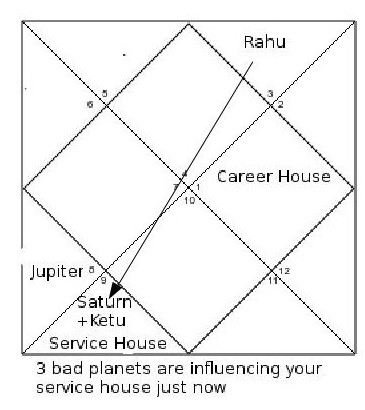 Rahu
5
6
3
2
4
7
1
10
Career House
Jupiter
8
9
12
11
Saturn
+Ketu
Service House
3 bad planets are influencing your
service house just now